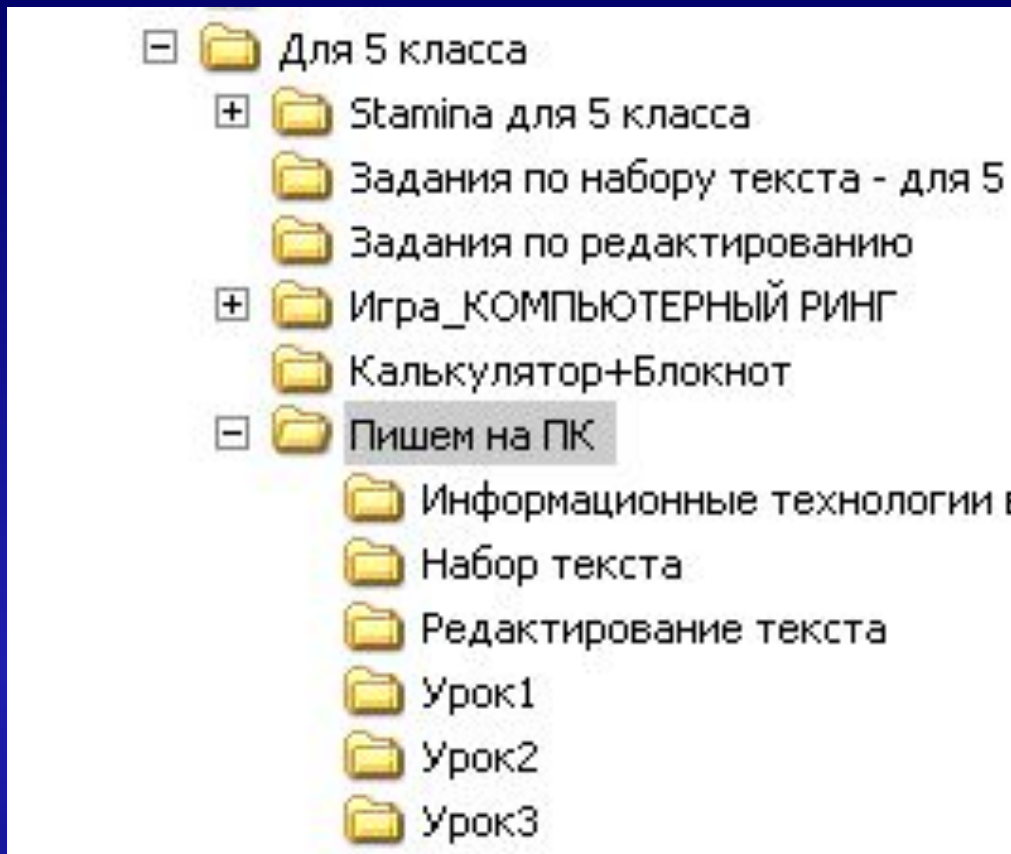 Для 5 класса
Stamina для 5 класса
Задания по набору текста - для 5
Задания по редактированию
Игра_КОМПЬЮТЕРНЫЙ РИНГ
Калькулятор+Блокнот
Пишем на ПК
Информационные технологии в
Набор текста
Редактирование текста
Урок1
Урок2
Урок3